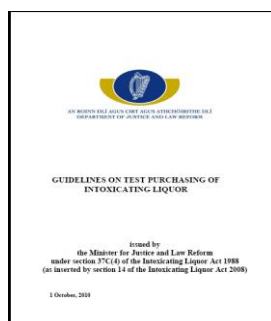 AN ROINN DLÍ AGUS CIRT AGUS ATHCHÓIRITHE DLÍ
DEPARTMENT OF JUSTICE AND LAW REFORM
GUIDELINES ON TEST PURCHASING OF
INTOXICATING LIQUOR
issued by
the Minister for Justice and Law Reform
under section 37C(4) of the Intoxicating Liquor Act 1988
(as inserted by section 14 of the Intoxicating Liquor Act 2008)
1 October, 2010